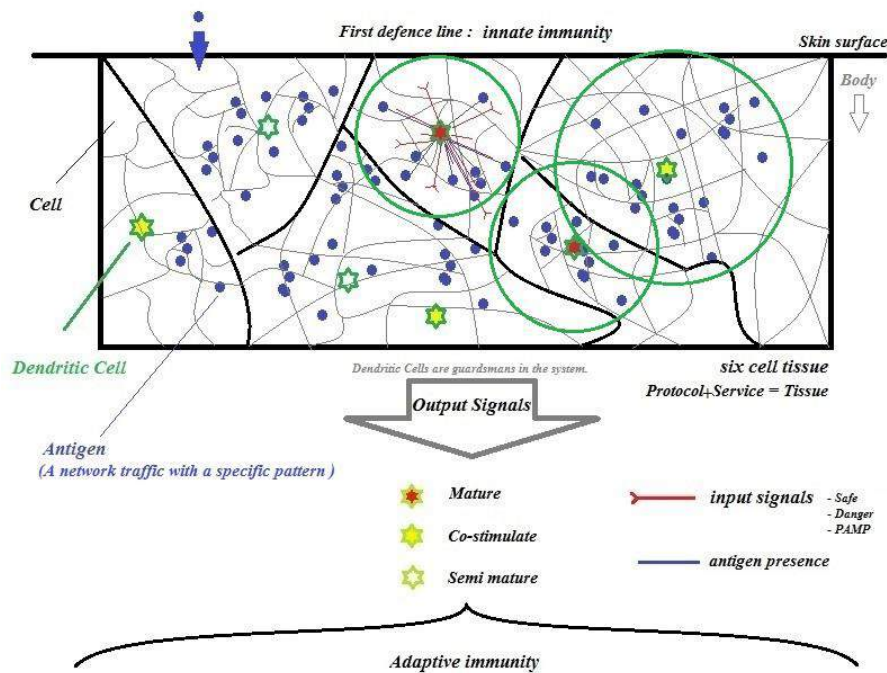 First defence line : innate immunity
Skin surface
Body
Cell
Dendritic Cell
Dendritic Cells are guardsmans in the system.
six cell tissue
Protocol+Service = Tissue
Output Signals
Antigen
(A network traffic with a specific pattern )
Mature
Co-stimulate
Semi mature
input signals
- Safe
- Danger
- PAMP
antigen presence
Adaptive immunity